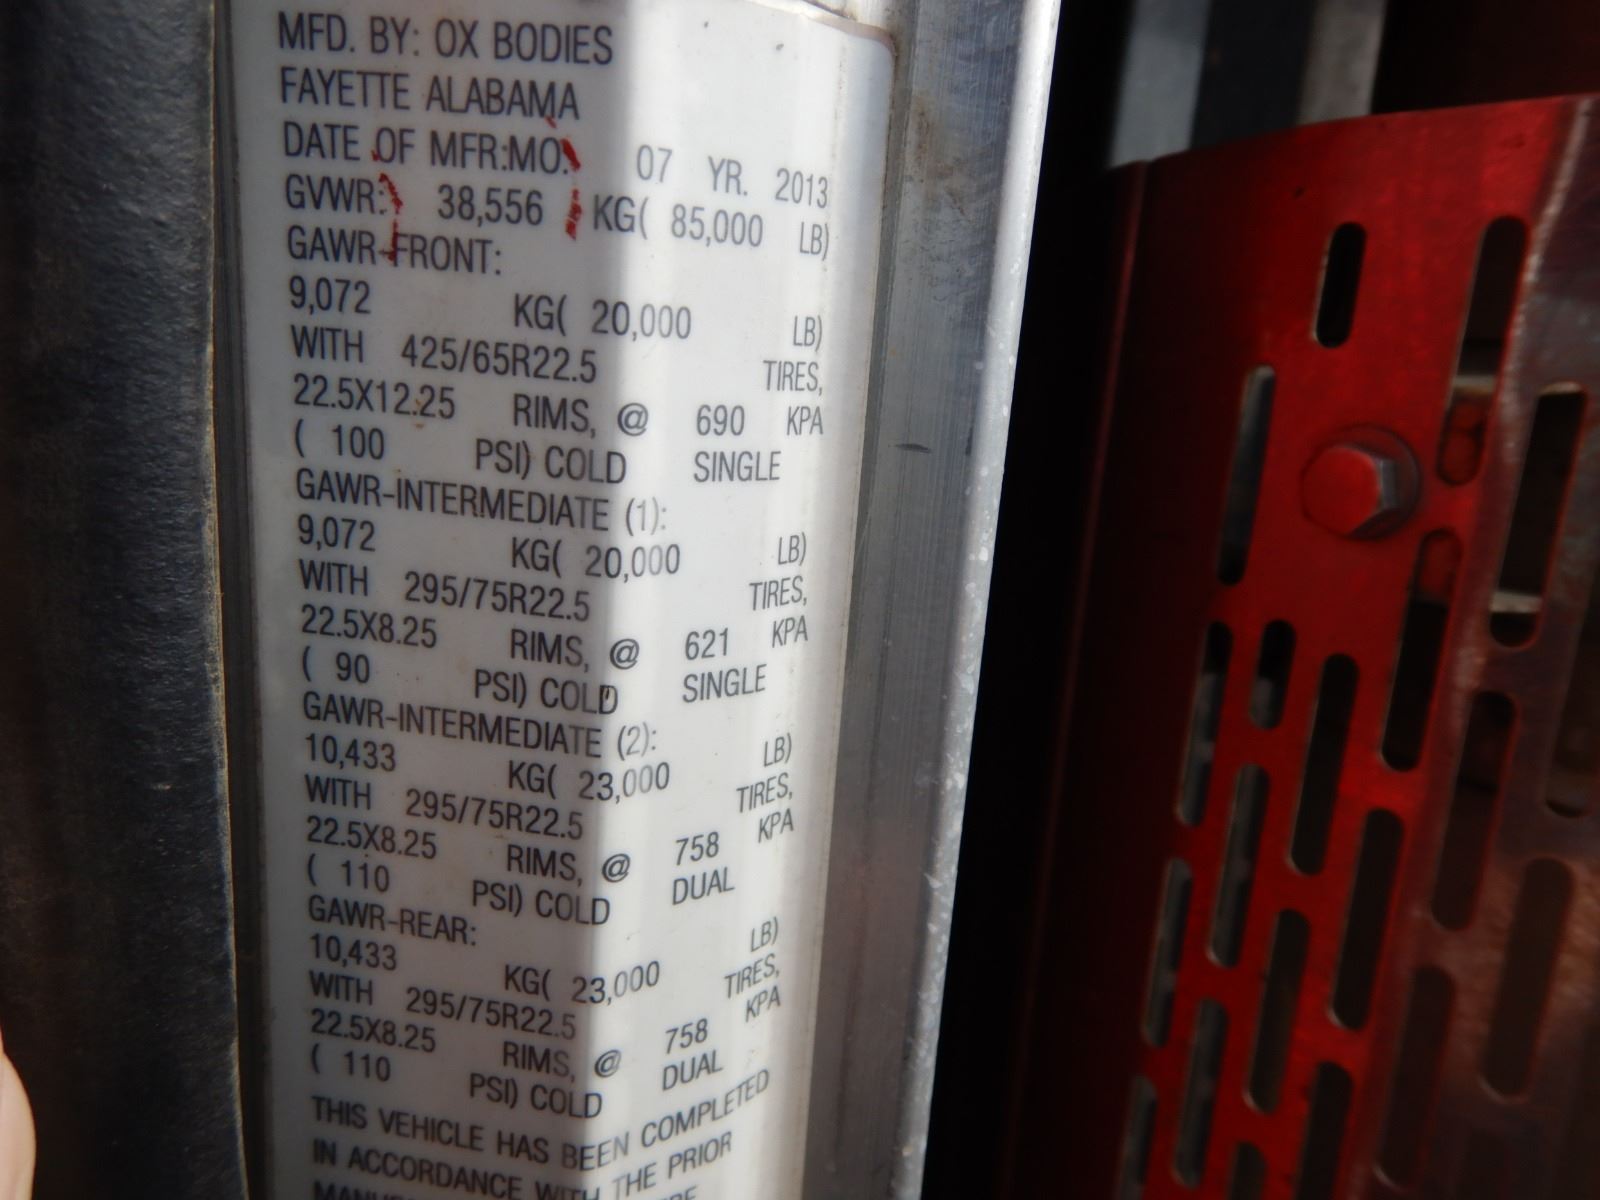 MFD. BY: OX BODIES
FAYETTE ALABAMA
DATE OF MFR:MO. 07 YR. 2013
GVWR: 38,556 KG( 85,000 LB)
GAWR-FRONT:
9,072 KG( 20,000 LB)
WITH 425/65R22.5 TIRES,
22.5X12.25 RIMS, @ 690 KPA
( 100 PSI) COLD SINGLE
GAWR-INTERMEDIATE (1):
9,072 KG( 20,000 LB)
WITH 295/75R22.5 TIRES,
22.5X8.25 RIMS, @ 621 KPA
( 90 PSI) COLD SINGLE
GAWR-INTERMEDIATE (2):
10,433 KG( 23,000 LB)
WITH 295/75R22.5 TIRES,
22.5X8.25 RIMS, @ 758 KPA
( 110 PSI) COLD DUAL
GAWR-REAR:
10,433 KG( 23,000 LB)
WITH 295/75R22.5 TIRES,
22.5X8.25 RIMS, @ 758 KPA
( 110 PSI) COLD DUAL
THIS VEHICLE HAS BEEN COMPLETED
IN ACCORDANCE WITH THE PRIOR